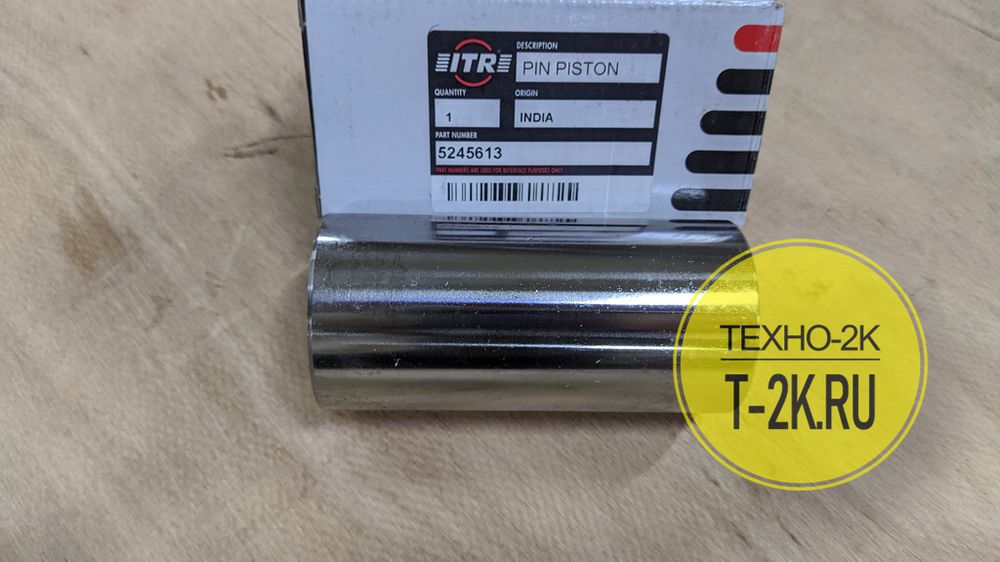 ITR
DESCRIPTION
PIN PISTON
QUANTITY
1
ORIGIN
INDIA
PART NUMBER
5245613
PART NUMBERS ARE USED FOR REFERENCE PURPOSES ONLY
ТЕХНО-2К
T-2K.RU